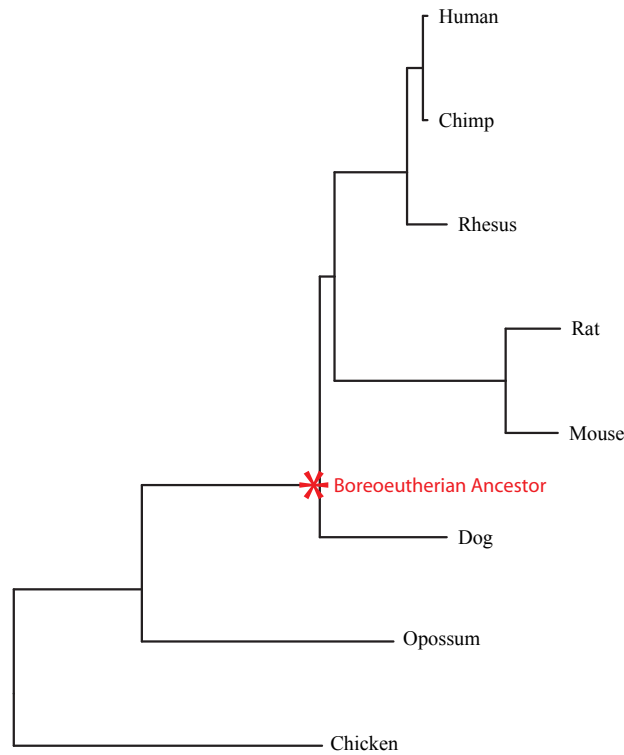 Human
Chimp
Rhesus
Rat
Mouse
Boreoeutherian Ancestor
Dog
Opossum
Chicken